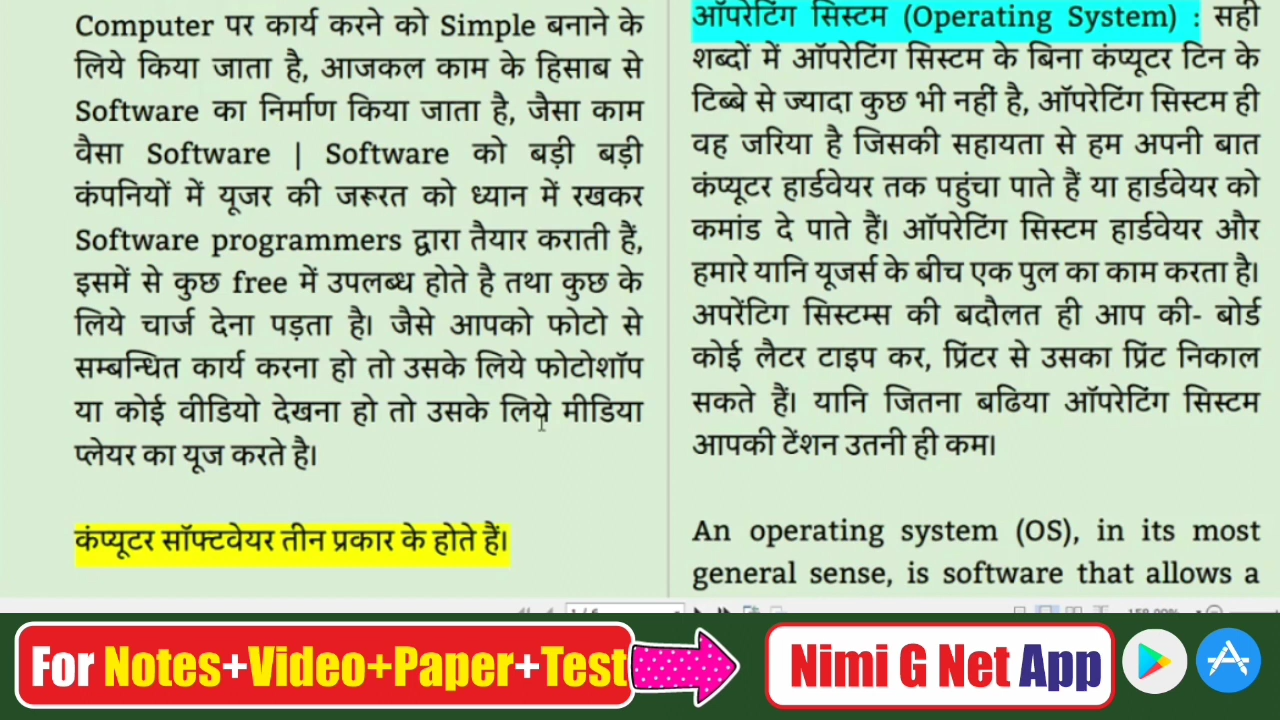 Computer पर कार्य करने को Simple बनाने के
लिये किया जाता है, आजकल काम के हिसाब से
Software का निर्माण किया जाता है, जैसा काम
वैसा Software | Software को बड़ी बड़ी
कंपनियों में यूजर की जरूरत को ध्यान में रखकर
Software programmers द्वारा तैयार कराती हैं,
इसमें से कुछ free में उपलब्ध होते है तथा कुछ के
लिये चार्ज देना पड़ता है। जैसे आपको फोटो से
सम्बन्धित कार्य करना हो तो उसके लिये फोटोशॉप
या कोई वीडियो देखना हो तो उसके लिये मीडिया
प्लेयर का यूज करते है।
कंप्यूटर सॉफ्टवेयर तीन प्रकार के होते हैं।
ऑपरेटिंग सिस्टम (Operating System) : सही
शब्दों में ऑपरेटिंग सिस्टम के बिना कंप्यूटर टिन के
टिब्बे से ज्यादा कुछ भी नहीं है, ऑपरेटिंग सिस्टम ही
वह जरिया है जिसकी सहायता से हम अपनी बात
कंप्यूटर हार्डवेयर तक पहुंचा पाते हैं या हार्डवेयर को
कमांड दे पाते हैं। ऑपरेटिंग सिस्टम हार्डवेयर और
हमारे यानि यूजर्स के बीच एक पुल का काम करता है।
अपरेंटिग सिस्टम्स की बदौलत ही आप की- बोर्ड
कोई लैटर टाइप कर, प्रिंटर से उसका प्रिंट निकाल
सकते हैं। यानि जितना बढिया ऑपरेटिंग सिस्टम
आपकी टेंशन उतनी ही कम।
An operating system (OS), in its most
general sense, is software that allows a
For Notes+Video+Paper+Test
Nimi G Net App